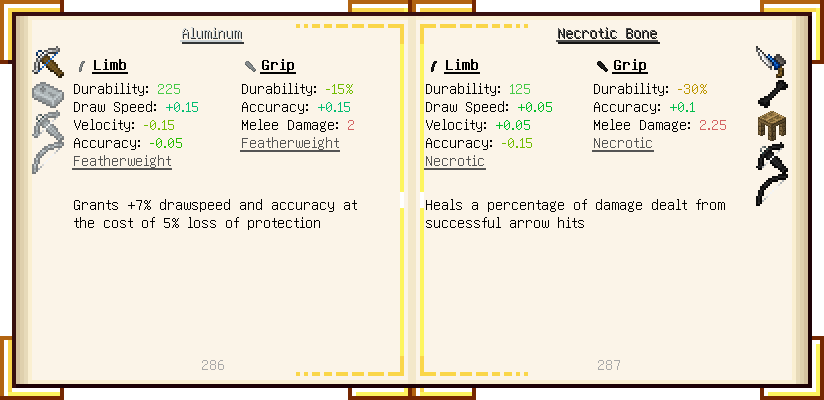 Aluminum
Limb
Durability: 225
Draw Speed: +0.15
Velocity: -0.15
Accuracy: -0.05
Featherweight
Grip
Durability: -15%
Accuracy: +0.15
Melee Damage: 2
Featherweight
Grants +7% drawspeed and accuracy at
the cost of 5% loss of protection
286
Necrotic Bone
Limb
Durability: 125
Draw Speed: +0.05
Velocity: +0.05
Accuracy: -0.15
Necrotic
Grip
Durability: -30%
Accuracy: +0.1
Melee Damage: 2.25
Necrotic
Heals a percentage of damage dealt from
successful arrow hits
287